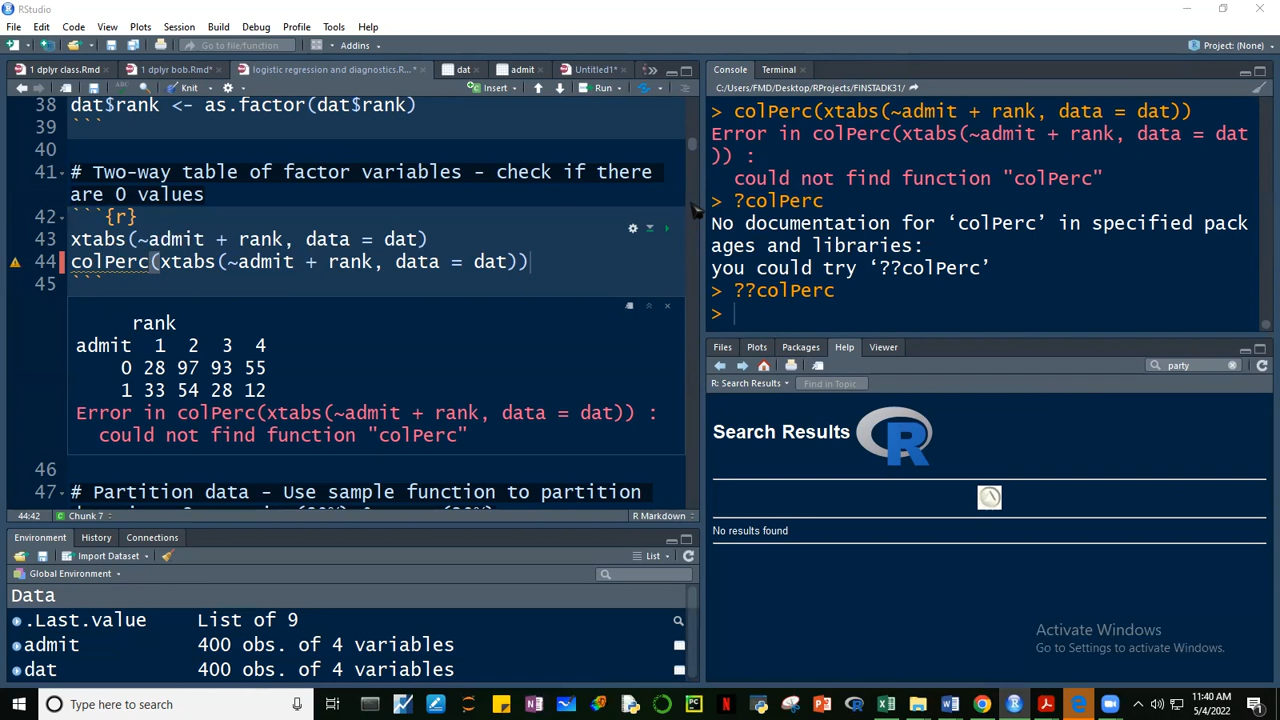 RStudio
File Edit Code View Plots Session Build Debug Profile Tools Help
Go to file/function Addins Project: (None)
1 dplyr class.Rmd 1 dplyr bob.Rmd* logistic regression and diagnostics.R...* dat admit Untitled1*
Knit Insert Run
38 dat$rank <- as.factor(dat$rank)
39 ```
40
41 # Two-way table of factor variables - check if there
are 0 values
42 ```{r}
43 xtabs(~admit + rank, data = dat)
44 colPerc(xtabs(~admit + rank, data = dat))
45 ```
rank
admit 1 2 3 4
0 28 97 93 55
1 33 54 28 12
Error in colPerc(xtabs(~admit + rank, data = dat)) :
could not find function "colPerc"
46
47 # Partition data - Use sample function to partition
44:42 Chunk 7 R Markdown
Environment History Connections
Import Dataset List
Global Environment
Data
.Last.value List of 9
admit 400 obs. of 4 variables
dat 400 obs. of 4 variables
Console Terminal
C:/Users/FMD/Desktop/RProjects/FINSTADK31/
> colPerc(xtabs(~admit + rank, data = dat))
Error in colPerc(xtabs(~admit + rank, data = dat
)) :
could not find function "colPerc"
> ?colPerc
No documentation for ‘colPerc’ in specified pack
ages and libraries:
you could try ‘??colPerc’
> ??colPerc
>
Files Plots Packages Help Viewer
party
R: Search Results Find in Topic
Search Results R
No results found
Activate Windows
Go to Settings to activate Windows.
Type here to search
11:40 AM
5/4/2022